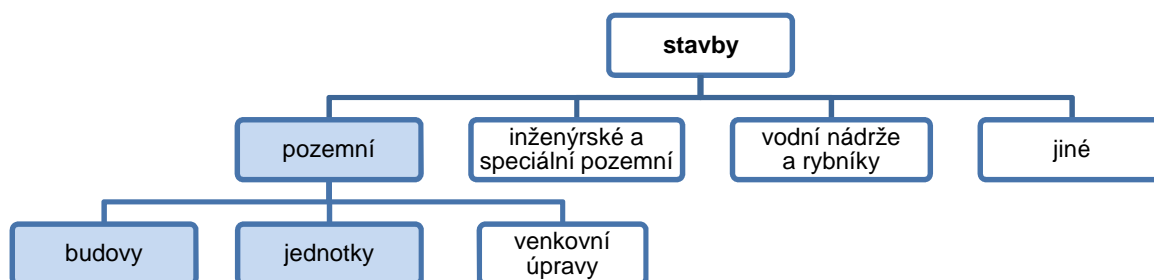 stavby
pozemní
inženýrské a
speciální pozemní
vodní nádrže
a rybníky
jiné
budovy
jednotky
venkovní
úpravy